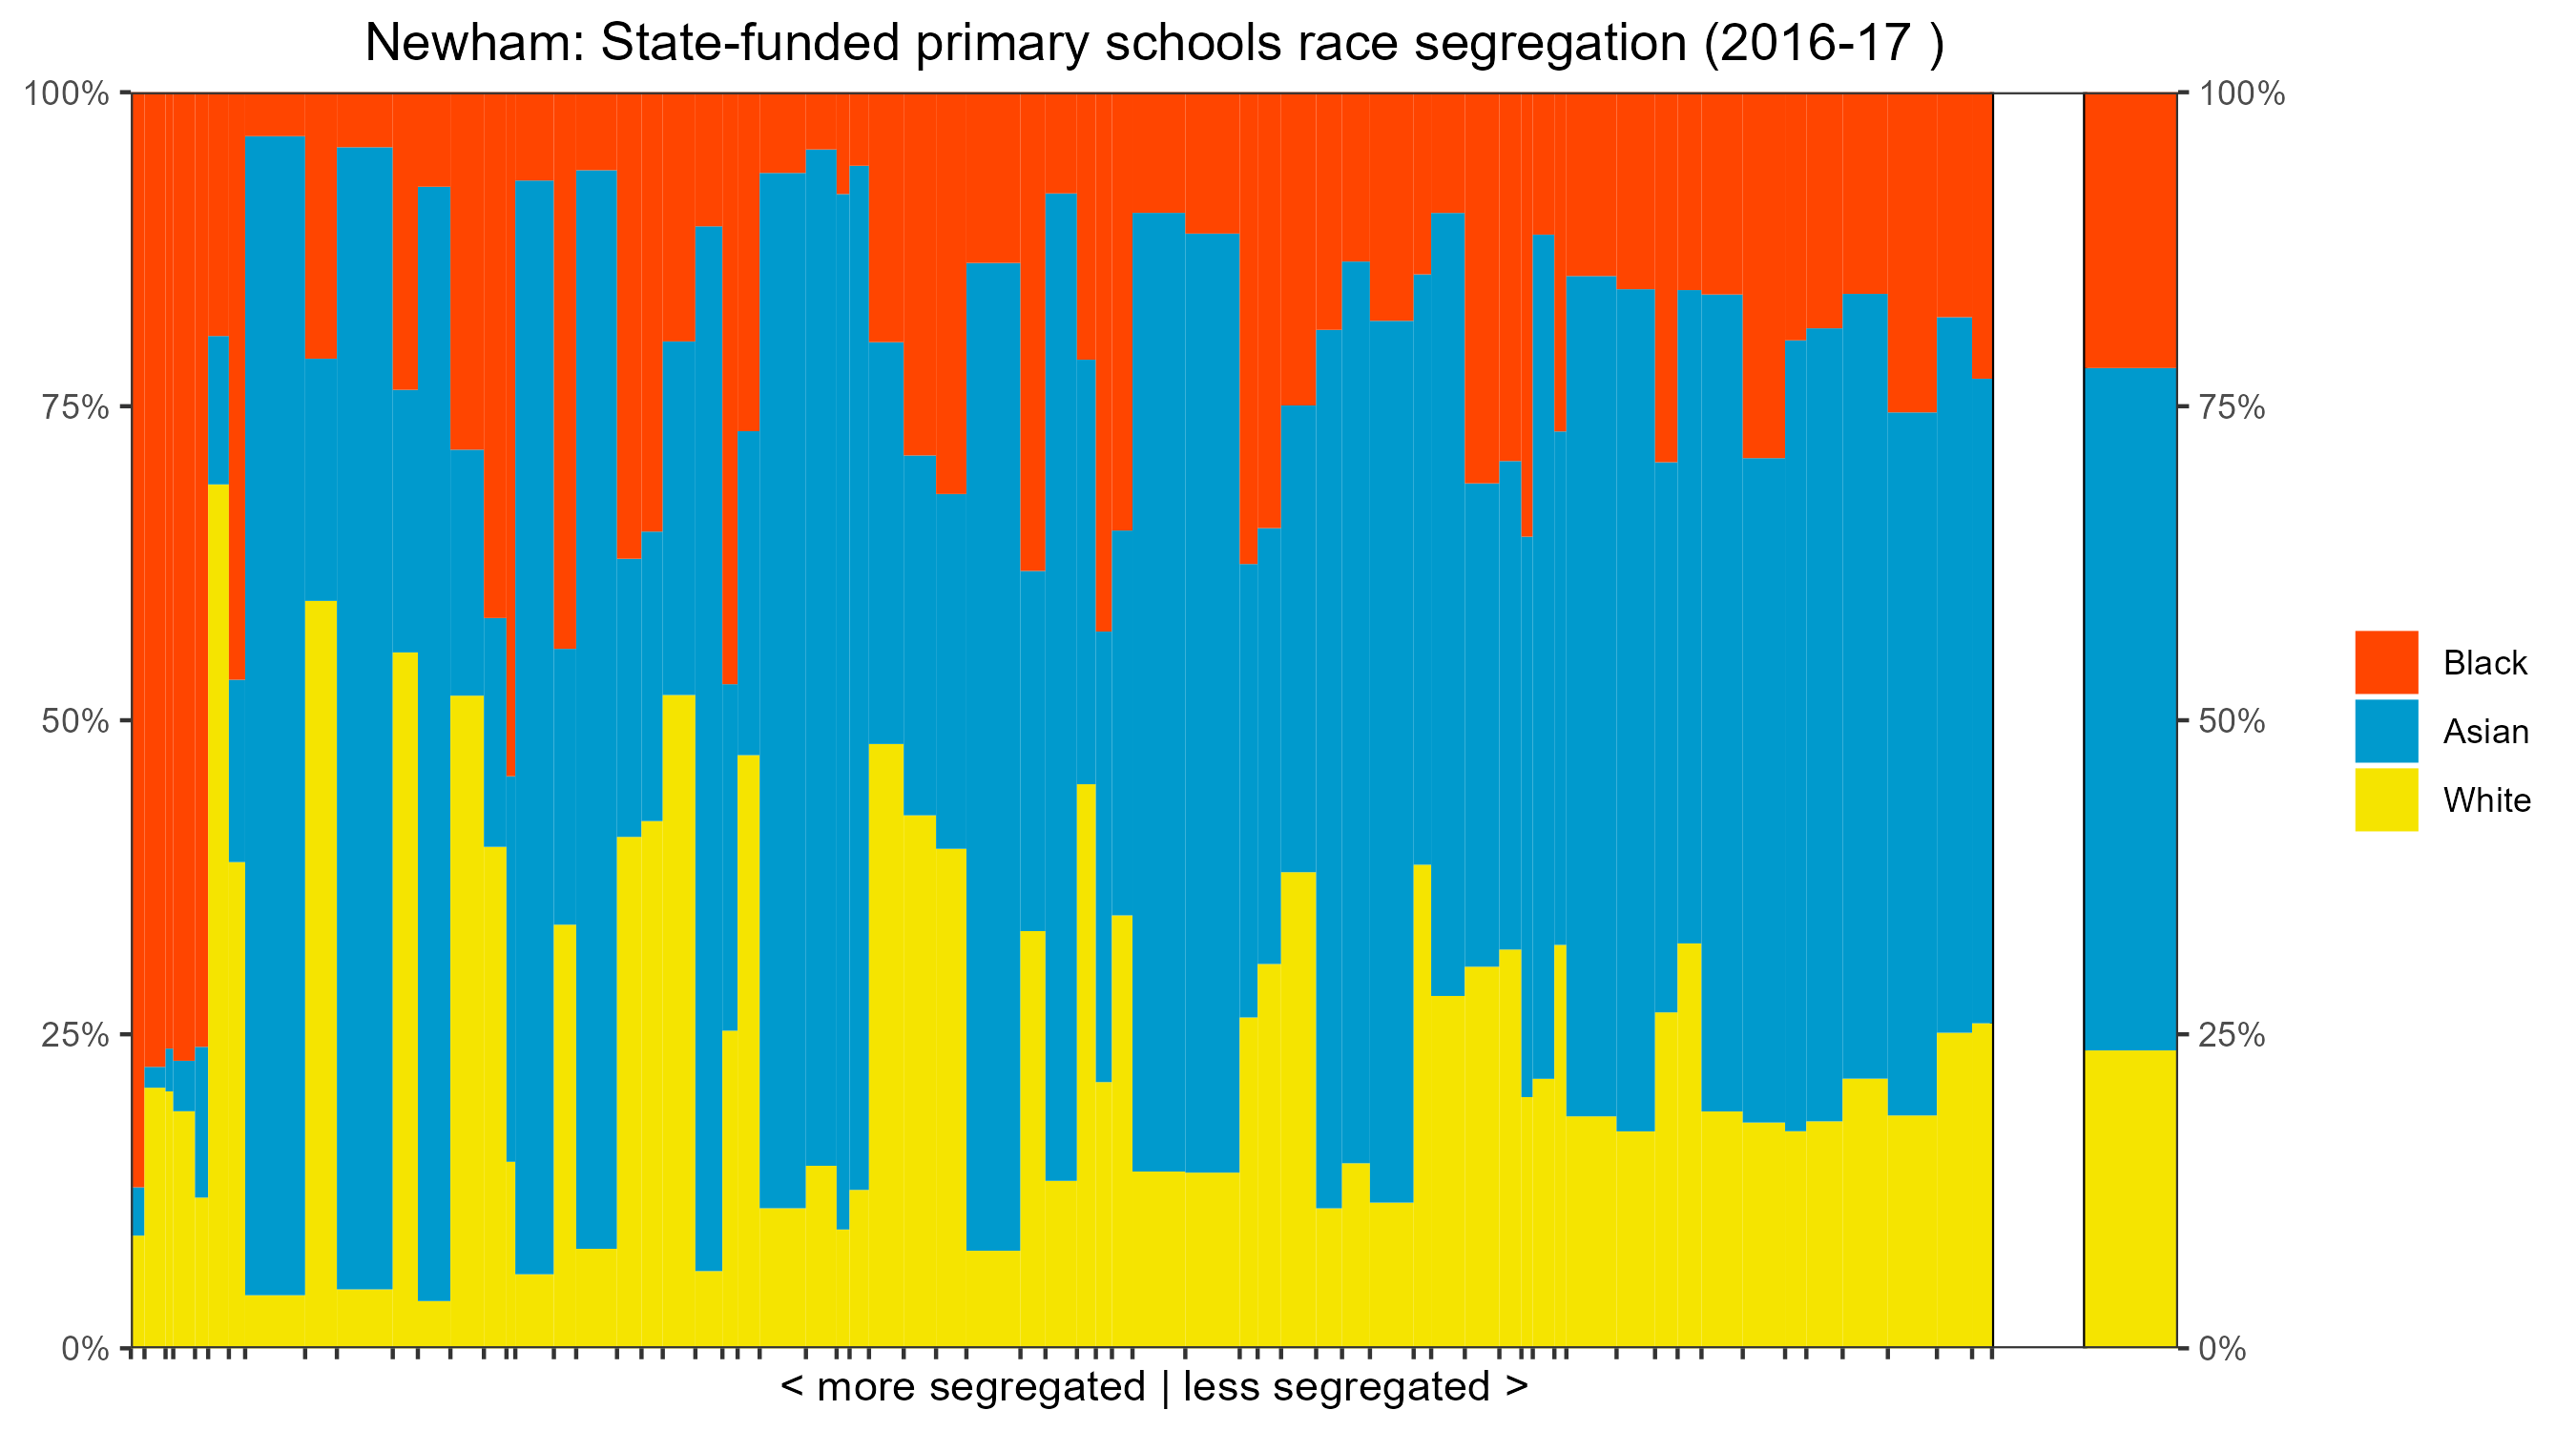 Newham: State-funded primary schools race segregation (2016-17 )
100%
75%
50%
25%
0%
100%
75%
50%
25%
0%
Black
Asian
White
< more segregated | less segregated >